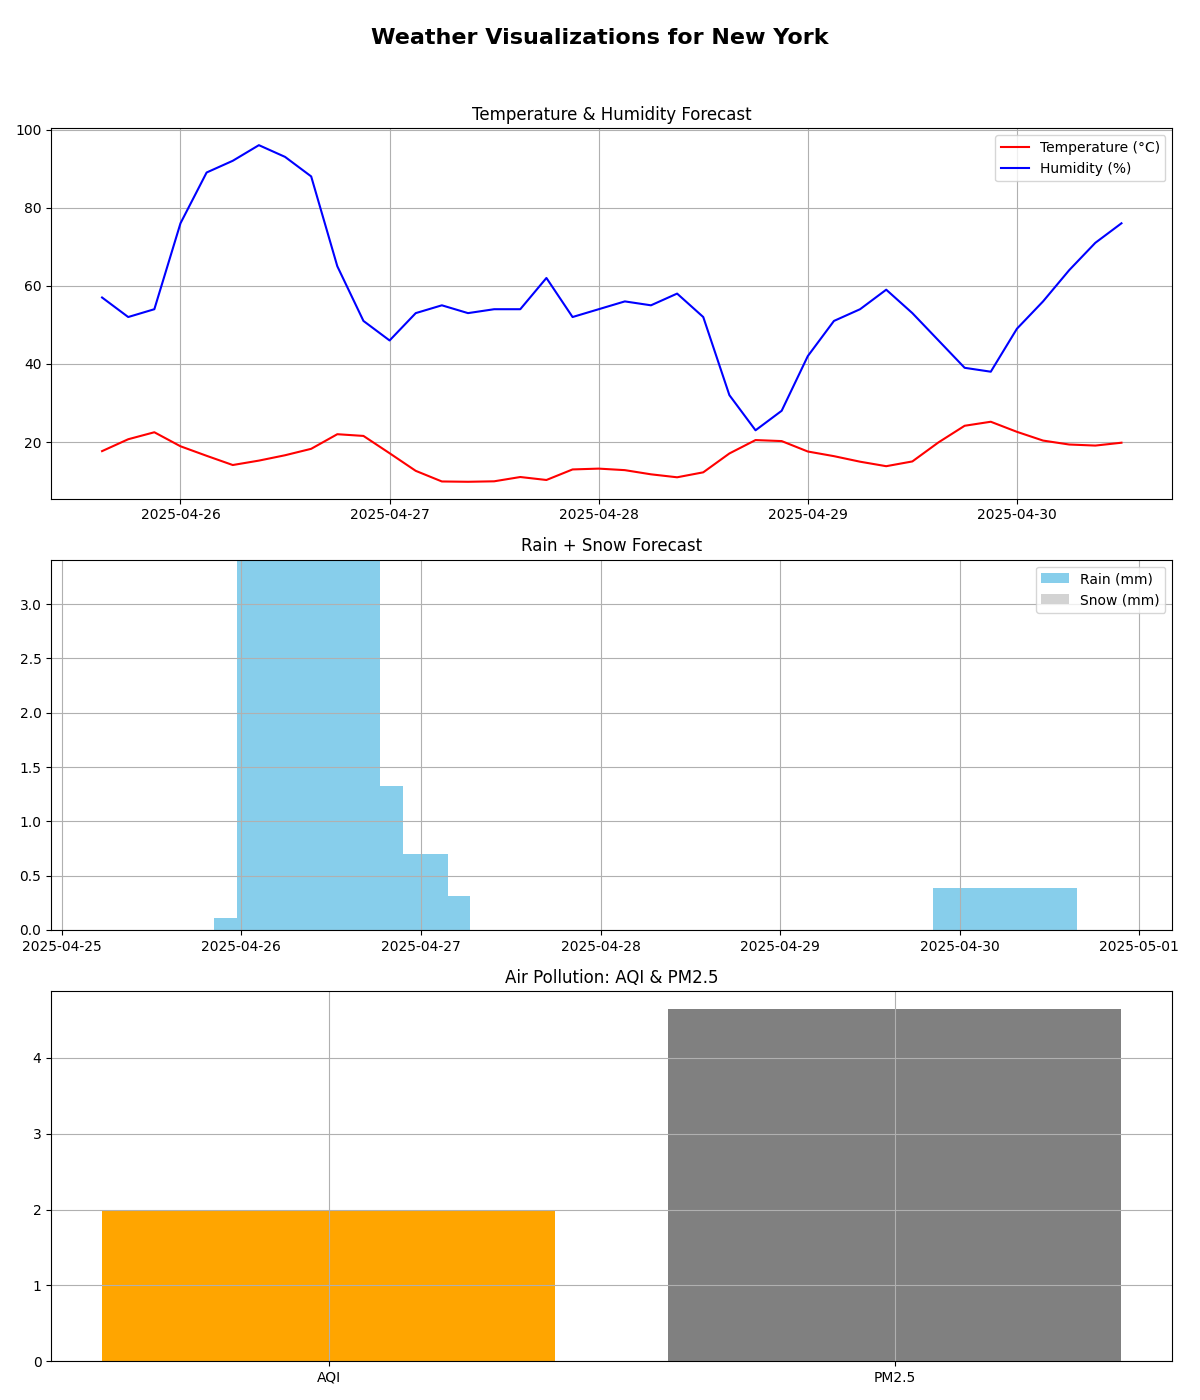 Weather Visualizations for New York
Temperature & Humidity Forecast
100
80
60
40
20
Temperature (°C)
Humidity (%)
2025-04-26 2025-04-27 2025-04-28 2025-04-29 2025-04-30
Rain + Snow Forecast
3.0
2.5
2.0
1.5
1.0
0.5
0.0
Rain (mm)
Snow (mm)
2025-04-25 2025-04-26 2025-04-27 2025-04-28 2025-04-29 2025-04-30 2025-05-01
Air Pollution: AQI & PM2.5
4
3
2
1
0
AQI PM2.5